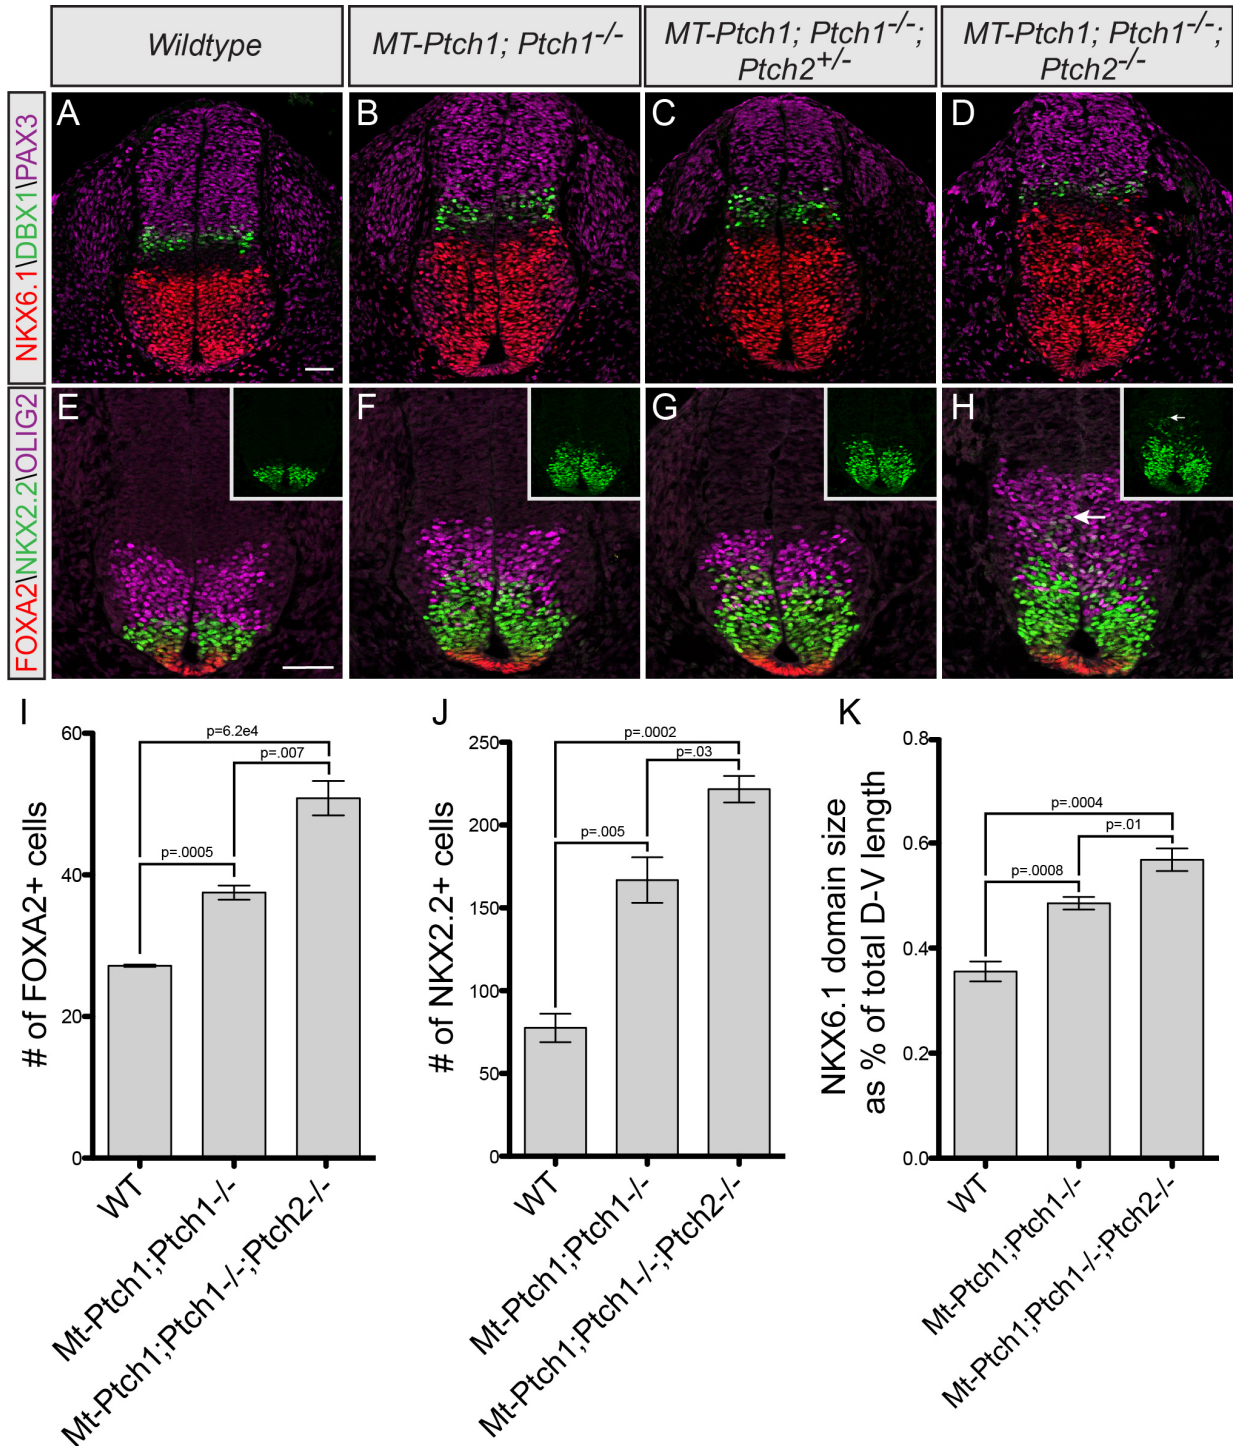 Wildtype
MT-Ptch1; Ptch1-/-
MT-Ptch1; Ptch1-/-;
Ptch2+/-
MT-Ptch1; Ptch1-/-;
Ptch2-/-
NKX6.1\DBX1\PAX3
A
B
C
D
FOXA2\NKX2.2\OLIG2
E
F
G
H
I
# of FOXA2+ cells
60
40
20
0
p=6.2e4
p=.007
p=.0005
WT
Mt-Ptch1;Ptch1-/-
Mt-Ptch1;Ptch1-/-;Ptch2-/-
J
# of NKX2.2+ cells
250
200
150
100
50
0
p=.0002
p=.03
p=.005
WT
Mt-Ptch1;Ptch1-/-
Mt-Ptch1;Ptch1-/-;Ptch2-/-
K
NKX6.1 domain size
as % of total D-V length
0.8
0.6
0.4
0.2
0.0
p=.0004
p=.01
p=.0008
WT
Mt-Ptch1;Ptch1-/-
Mt-Ptch1;Ptch1-/-;Ptch2-/-